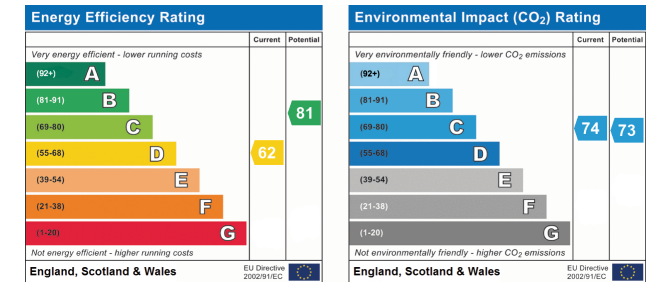 Energy Efficiency Rating
Current Potential
Very energy efficient - lower running costs
(92+) A
(81-91) B
81
(69-80) C
(55-68) D
62
(39-54) E
(21-38) F
(1-20) G
Not energy efficient - higher running costs
England, Scotland & Wales
EU Directive
2002/91/EC
Environmental Impact (CO₂) Rating
Current Potential
Very environmentally friendly - lower CO₂ emissions
(92+) A
(81-91) B
(69-80) C
74 73
(55-68) D
(39-54) E
(21-38) F
(1-20) G
Not environmentally friendly - higher CO₂ emissions
England, Scotland & Wales
EU Directive
2002/91/EC